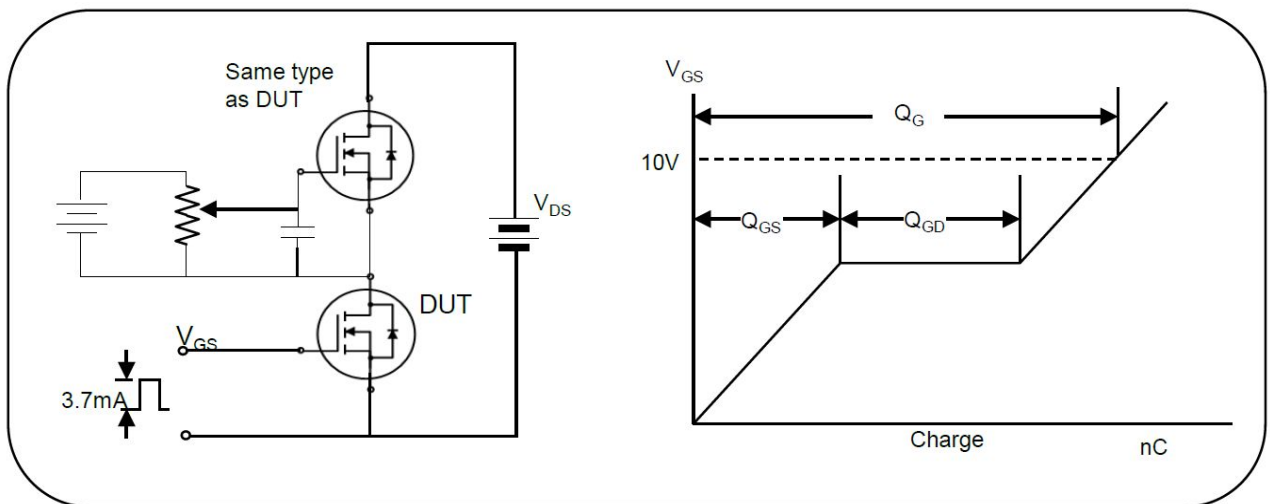 Same type
as DUT
V_DS
DUT
V_GS
3.7mA
V_GS
Q_G
10V
Q_GS
Q_GD
Charge
nC